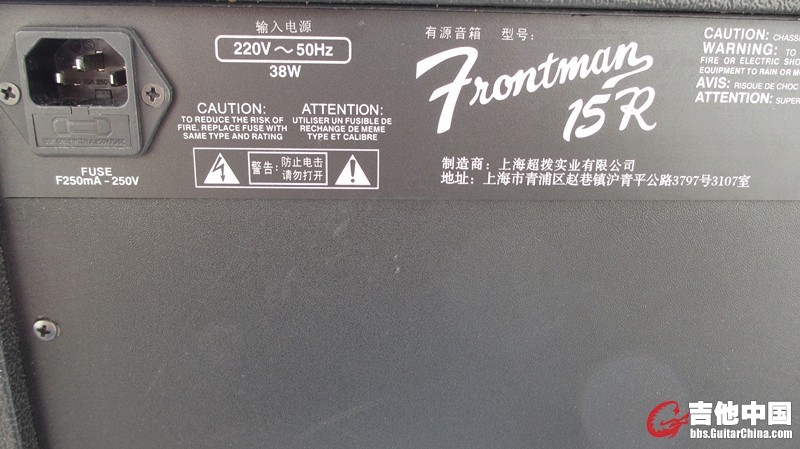 输入电源
220V～50Hz
38W
CAUTION:
TO REDUCE THE RISK OF
FIRE, REPLACE FUSE WITH
SAME TYPE AND RATING
ATTENTION:
UTILISER UN FUSIBLE DE
RECHANGE DE MEME
TYPE ET CALIBRE
警告:
防止电击
请勿打开
FUSE
F250mA-250V
有源音箱 型号:
Frontman
15R
制造商：上海超拨实业有限公司
地址：上海市青浦区赵巷镇沪青平公路3797号3107室
CAUTION: CHASS
WARNING: TO
FIRE OR ELECTRIC SHO
EQUIPMENT TO RAIN OR M
AVIS: RISQUE DE CHOC
ATTENTION: SUPER
吉他中国
bbs.GuitarChina.com